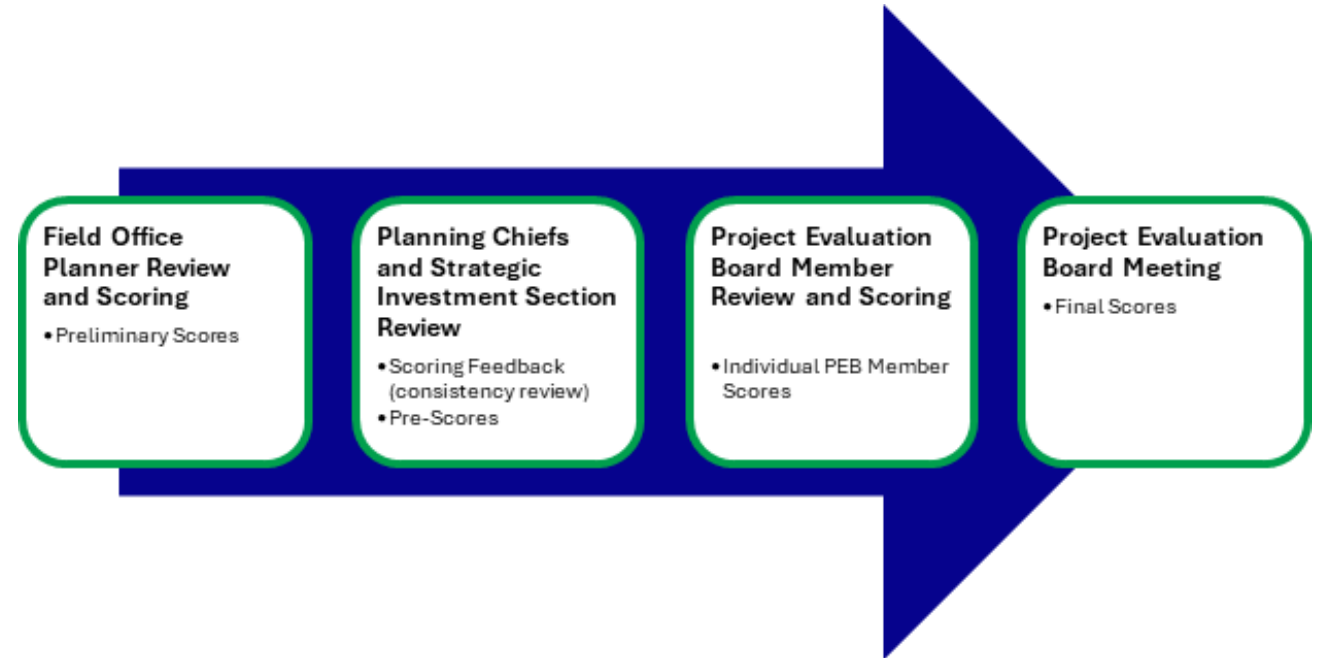 Field Office
Planner Review
and Scoring
•Preliminary Scores
Planning Chiefs
and Strategic
Investment Section
Review
•Scoring Feedback
(consistency review)
•Pre-Scores
Project Evaluation
Board Member
Review and Scoring
•Individual PEB Member
Scores
Project Evaluation
Board Meeting
•Final Scores